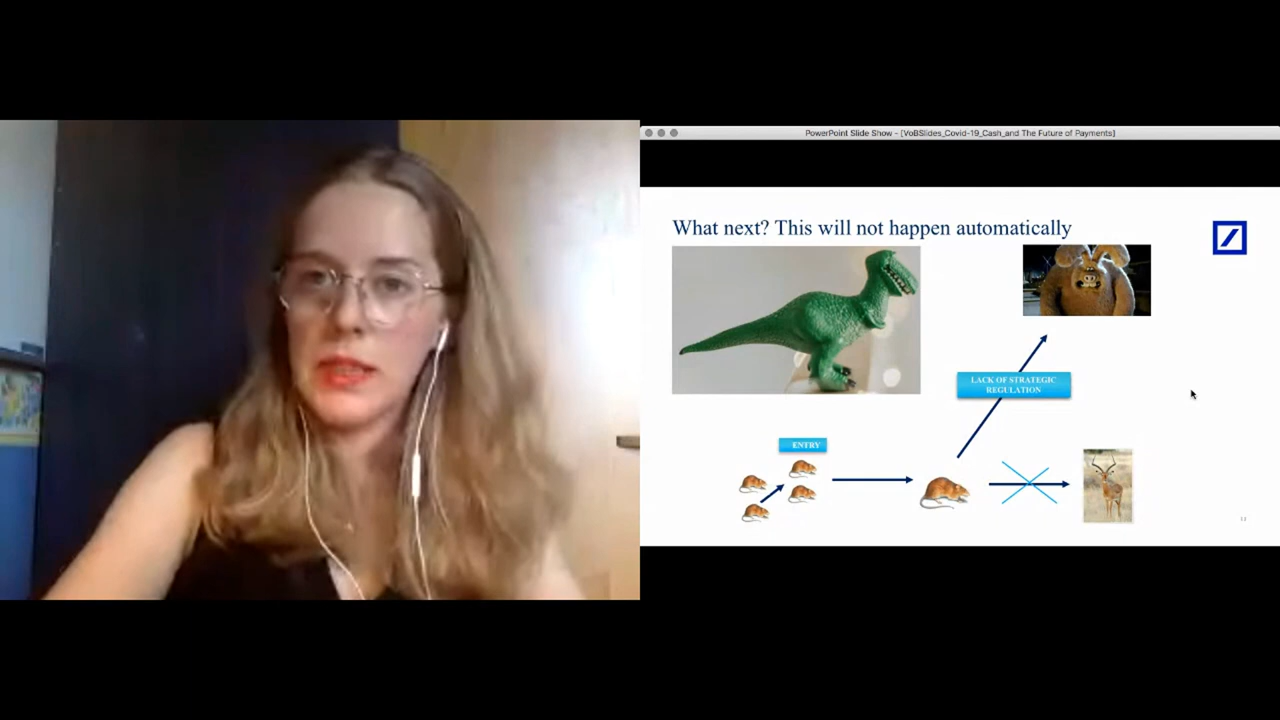 PowerPoint Slide Show - [VoBSlides_Covid-19_Cash_and The Future of Payments]
What next? This will not happen automatically
LACK OF STRATEGIC
REGULATION
ENTRY